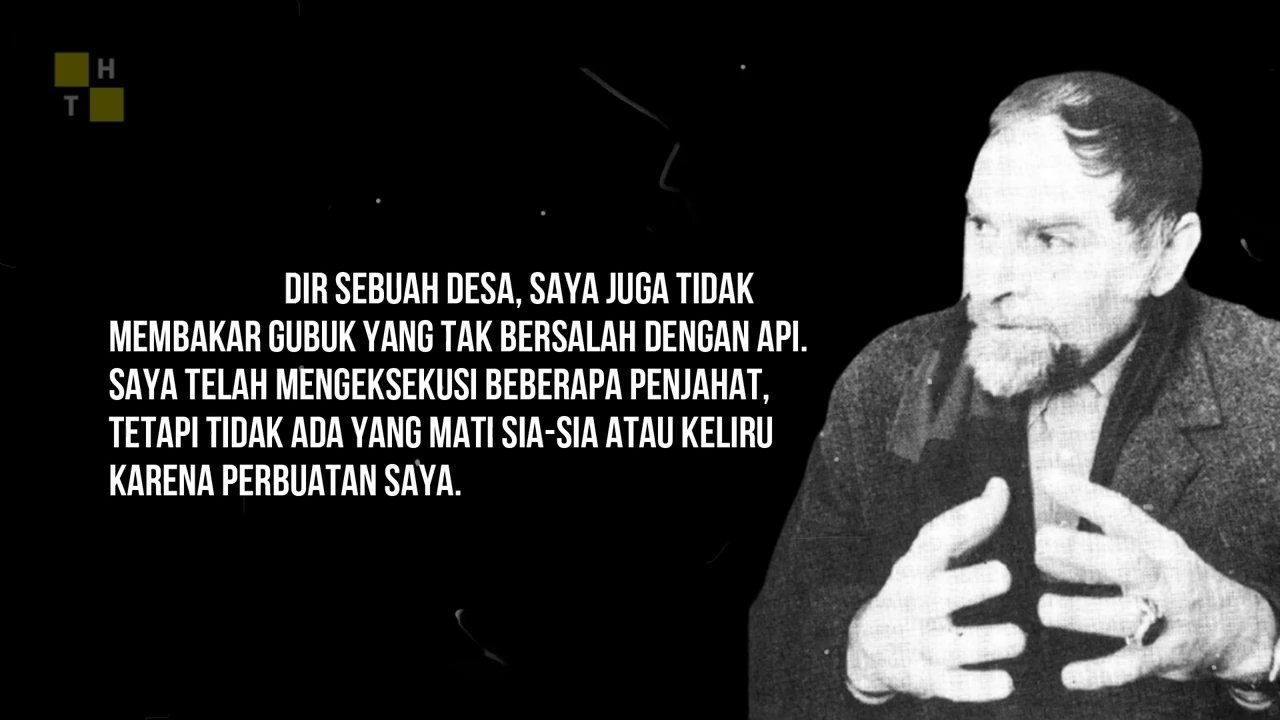 H
T
DIR SEBUAH DESA, SAYA JUGA TIDAK
MEMBAKAR GUBUK YANG TAK BERSALAH DENGAN API.
SAYA TELAH MENGEKSEKUSI BEBERAPA PENJAHAT,
TETAPI TIDAK ADA YANG MATI SIA-SIA ATAU KELIRU
KARENA PERBUATAN SAYA.